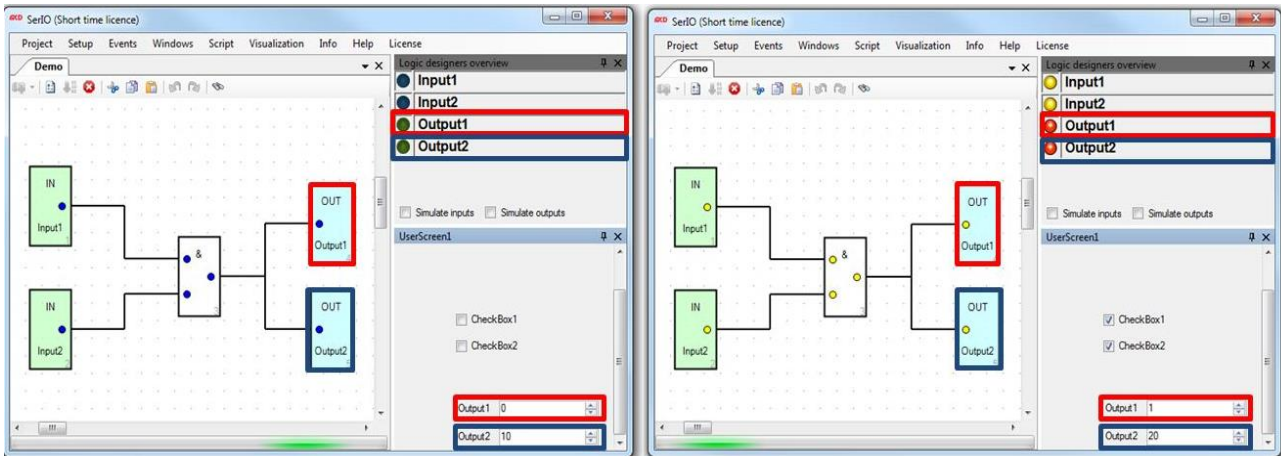 SerIO (Short time licence)
Project Setup Events Windows Script Visualization Info Help License
Demo
Logic designers overview
Input1
Input2
Output1
Output2
IN
Input1
&
OUT
Output1
IN
Input2
OUT
Output2
Simulate inputs Simulate outputs
UserScreen1
CheckBox1
CheckBox2
Output1 0
Output2 10
SerIO (Short time licence)
Project Setup Events Windows Script Visualization Info Help License
Demo
Logic designers overview
Input1
Input2
Output1
Output2
IN
Input1
&
OUT
Output1
IN
Input2
OUT
Output2
Simulate inputs Simulate outputs
UserScreen1
CheckBox1
CheckBox2
Output1 1
Output2 20